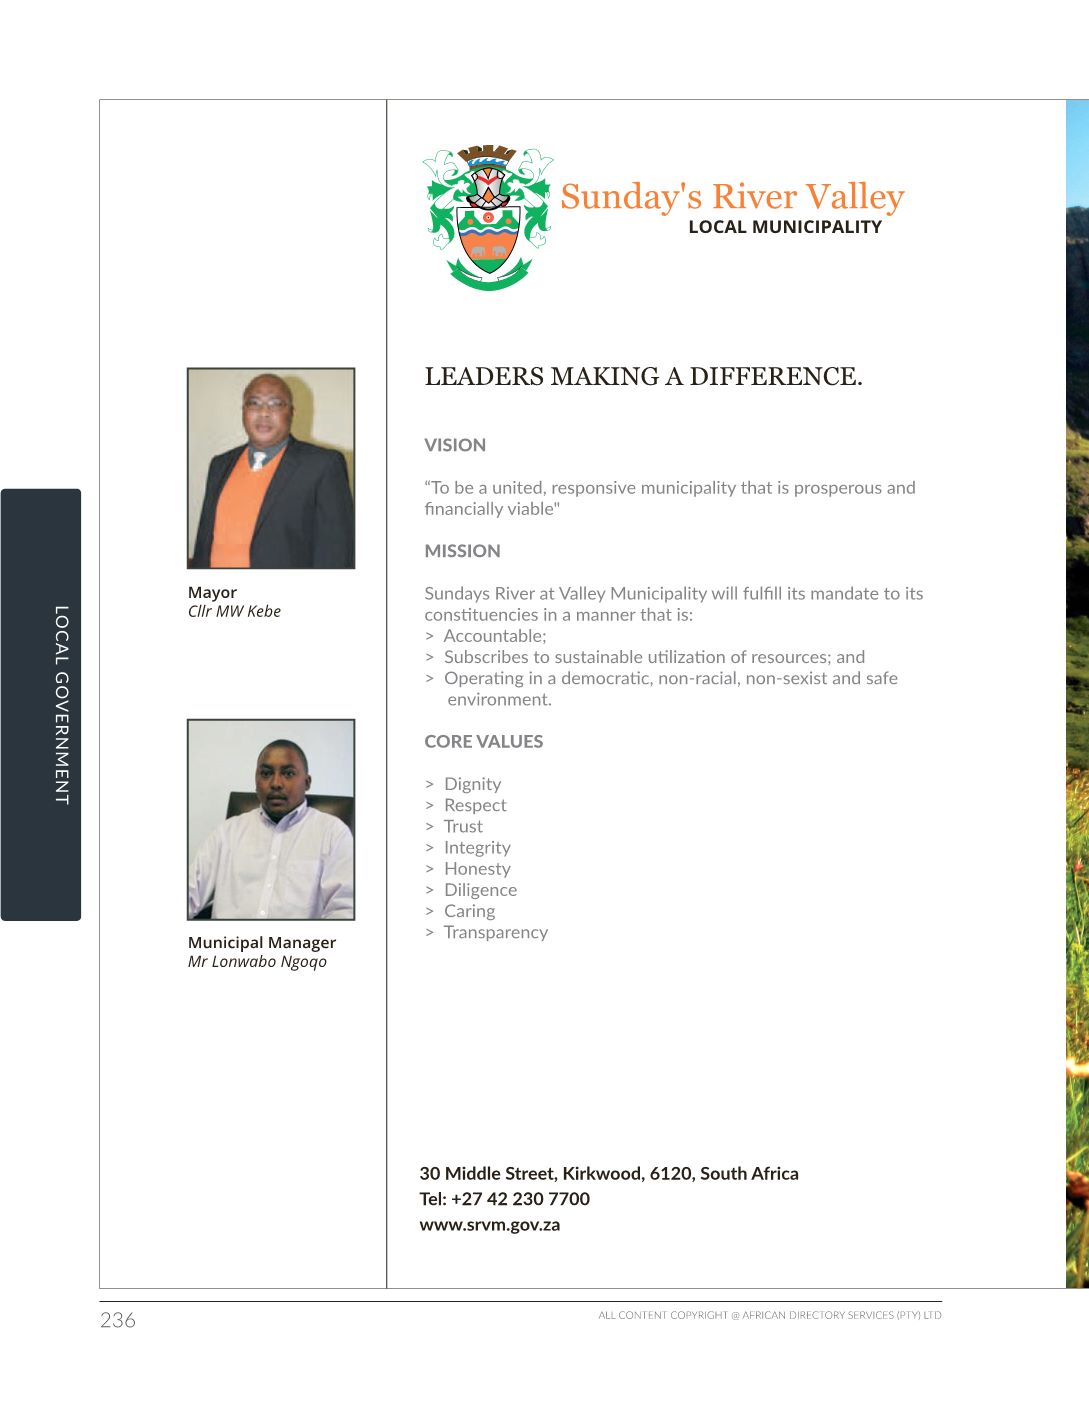 Sunday's River Valley
LOCAL MUNICIPALITY
LEADERS MAKING A DIFFERENCE.
VISION
“To be a united, responsive municipality that is prosperous and
financially viable"
MISSION
Sundays River at Valley Municipality will fulfill its mandate to its
constituencies in a manner that is:
> Accountable;
> Subscribes to sustainable utilization of resources; and
> Operating in a democratic, non-racial, non-sexist and safe
environment.
CORE VALUES
> Dignity
> Respect
> Trust
> Integrity
> Honesty
> Diligence
> Caring
> Transparency
Mayor
Cllr MW Kebe
Municipal Manager
Mr Lonwabo Ngoqo
LOCAL GOVERNMENT
30 Middle Street, Kirkwood, 6120, South Africa
Tel: +27 42 230 7700
www.srvm.gov.za
236
ALL CONTENT COPYRIGHT @ AFRICAN DIRECTORY SERVICES (PTY) LTD